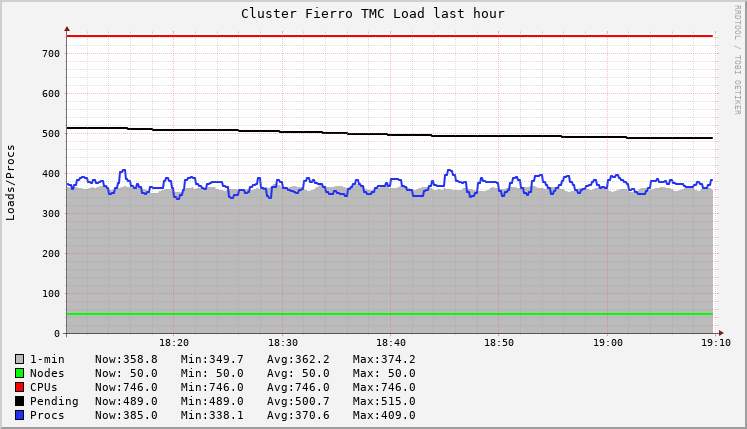 Cluster Fierro TMC Load last hour
RRDTOOL / TOBI OETIKER
Loads/Procs
700
600
500
400
300
200
100
0
18:20 18:30 18:40 18:50 19:00 19:10
1-min Now:358.8 Min:349.7 Avg:362.2 Max:374.2
Nodes Now: 50.0 Min: 50.0 Avg: 50.0 Max: 50.0
CPUs Now:746.0 Min:746.0 Avg:746.0 Max:746.0
Pending Now:489.0 Min:489.0 Avg:500.7 Max:515.0
Procs Now:385.0 Min:338.1 Avg:370.6 Max:409.0